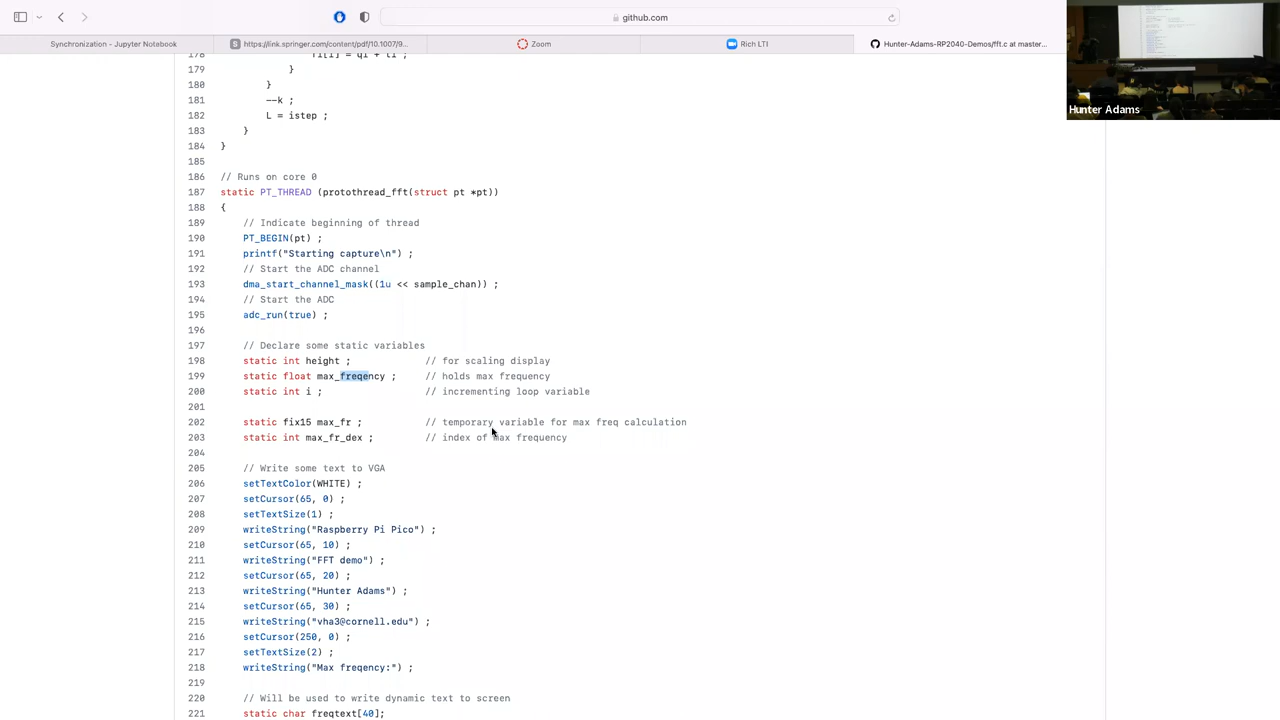 github.com
Synchronization - Jupyter Notebook
S https://link.springer.com/content/pdf/10.1007/9...
Zoom
Rich LTI
Hunter-Adams-RP2040-Demos/fft.c at master...
Hunter Adams
178 fi[i] = qi + ti ;
179 }
180 }
181 --k ;
182 L = istep ;
183 }
184 }
185
186 // Runs on core 0
187 static PT_THREAD (protothread_fft(struct pt *pt))
188 {
189 // Indicate beginning of thread
190 PT_BEGIN(pt) ;
191 printf("Starting capture\n") ;
192 // Start the ADC channel
193 dma_start_channel_mask((1u << sample_chan)) ;
194 // Start the ADC
195 adc_run(true) ;
196
197 // Declare some static variables
198 static int height ; // for scaling display
199 static float max_freqency ; // holds max frequency
200 static int i ; // incrementing loop variable
201
202 static fix15 max_fr ; // temporary variable for max freq calculation
203 static int max_fr_dex ; // index of max frequency
204
205 // Write some text to VGA
206 setTextColor(WHITE) ;
207 setCursor(65, 0) ;
208 setTextSize(1) ;
209 writeString("Raspberry Pi Pico") ;
210 setCursor(65, 10) ;
211 writeString("FFT demo") ;
212 setCursor(65, 20) ;
213 writeString("Hunter Adams") ;
214 setCursor(65, 30) ;
215 writeString("vha3@cornell.edu") ;
216 setCursor(250, 0) ;
217 setTextSize(2) ;
218 writeString("Max freqency:") ;
219
220 // Will be used to write dynamic text to screen
221 static char freqtext[40];